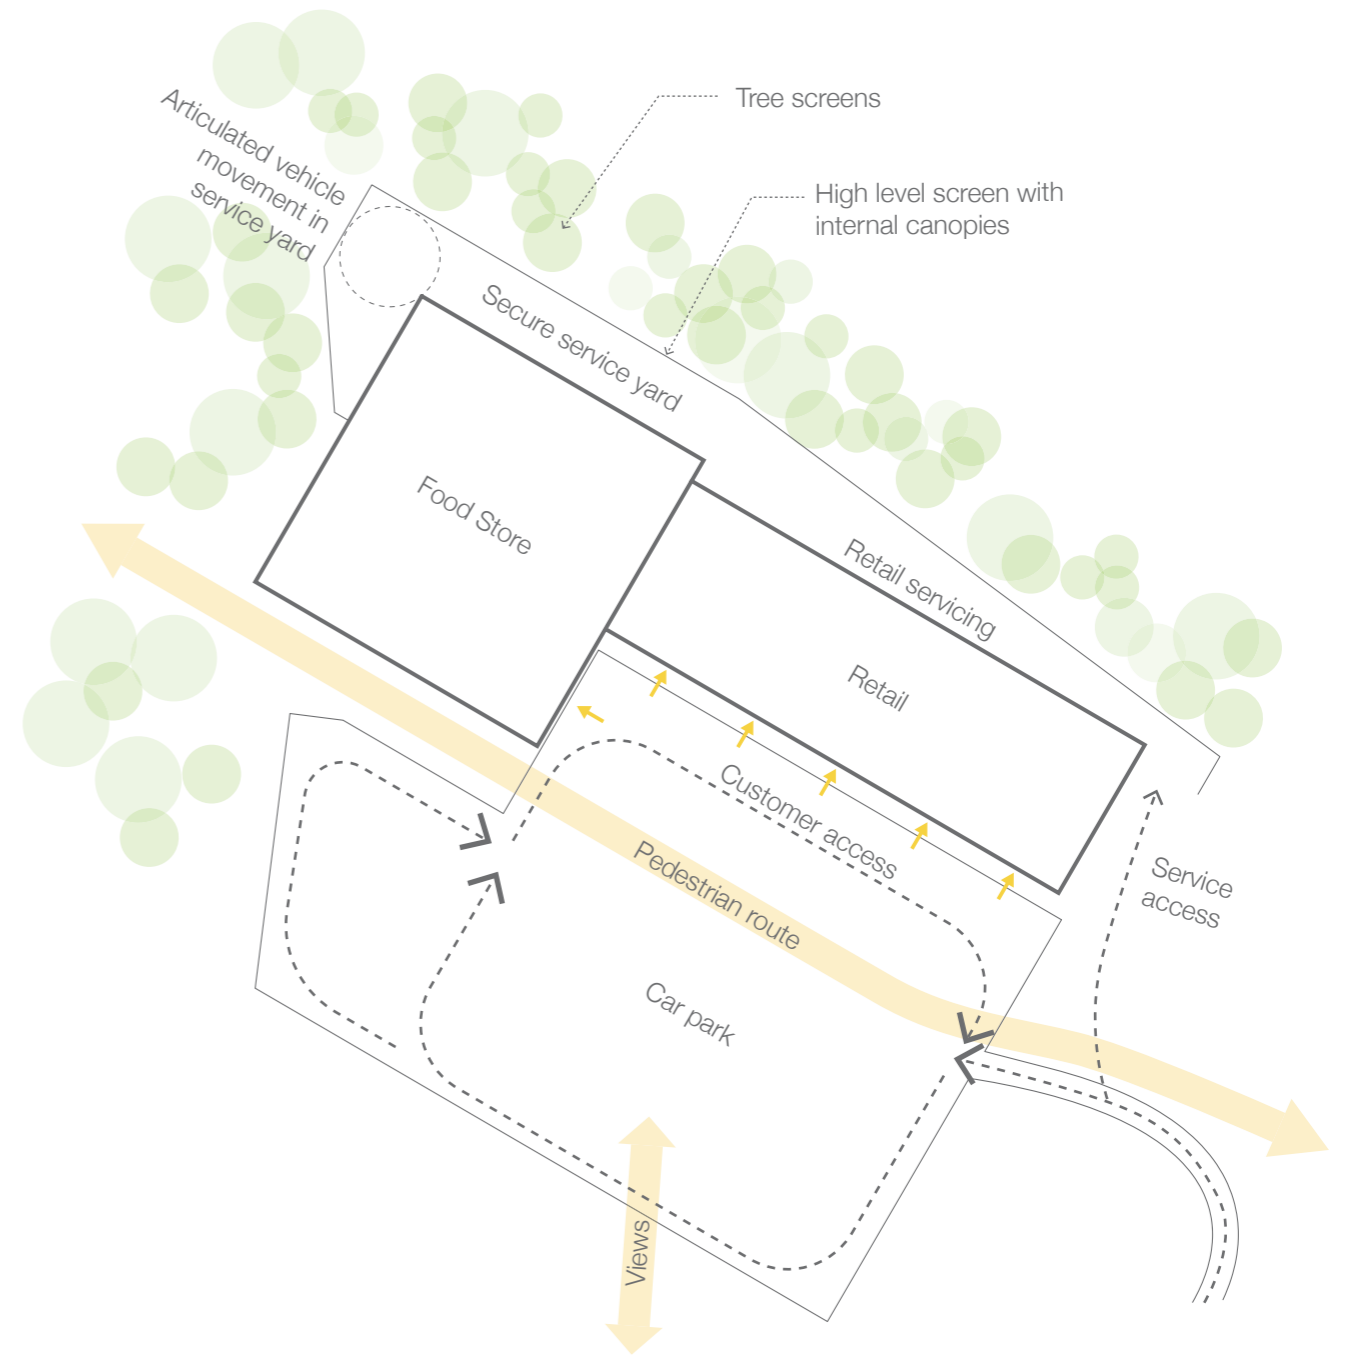 Tree screens
Articulated vehicle
movement in
service yard
High level screen with
internal canopies
Secure service yard
Food Store
Retail servicing
Retail
Customer access
Pedestrian route
Service
access
Car park
Views